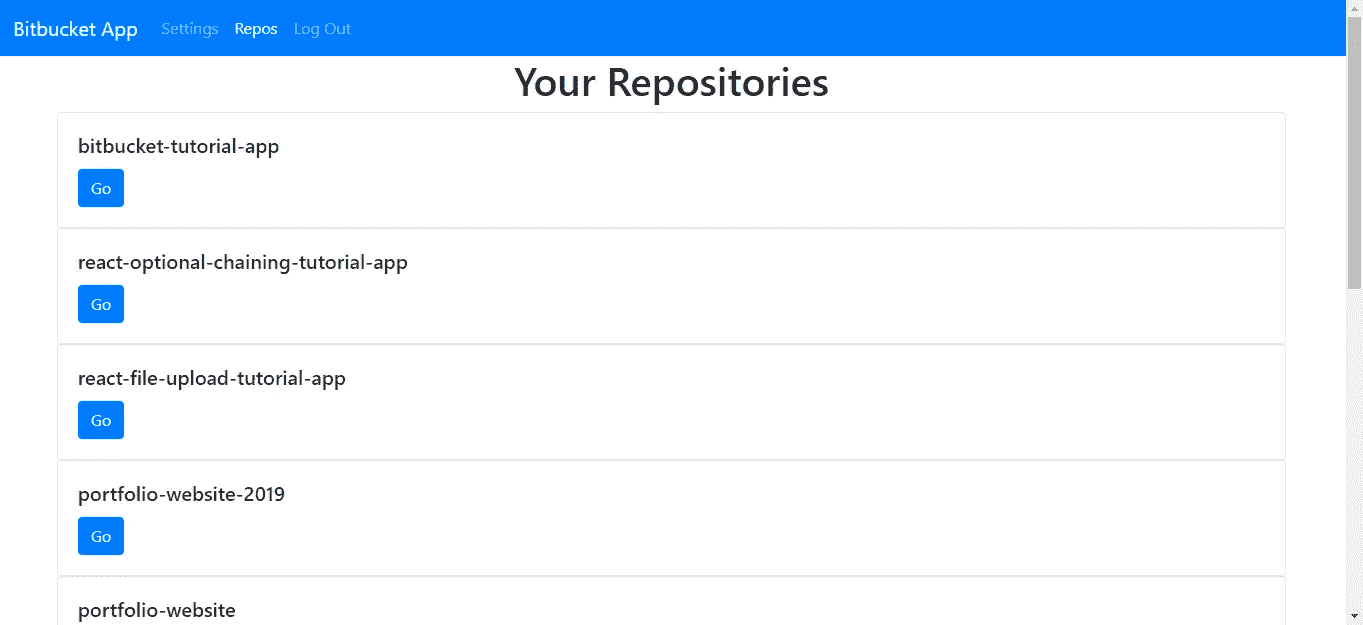 Bitbucket App Settings Repos Log Out
Your Repositories
bitbucket-tutorial-app
Go
react-optional-chaining-tutorial-app
Go
react-file-upload-tutorial-app
Go
portfolio-website-2019
Go
portfolio-website